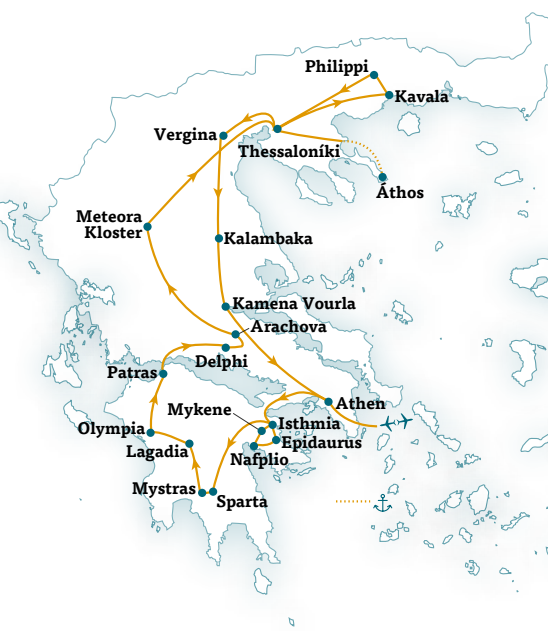 Philippi
Kavala
Vergina
Thessaloníki
Áthos
Meteora
Kloster
Kalambaka
Kamena Vourla
Arachova
Delphi
Patras
Athen
Mykene
Isthmia
Olympia
Epidaurus
Lagadia
Nafplio
Mystras
Sparta